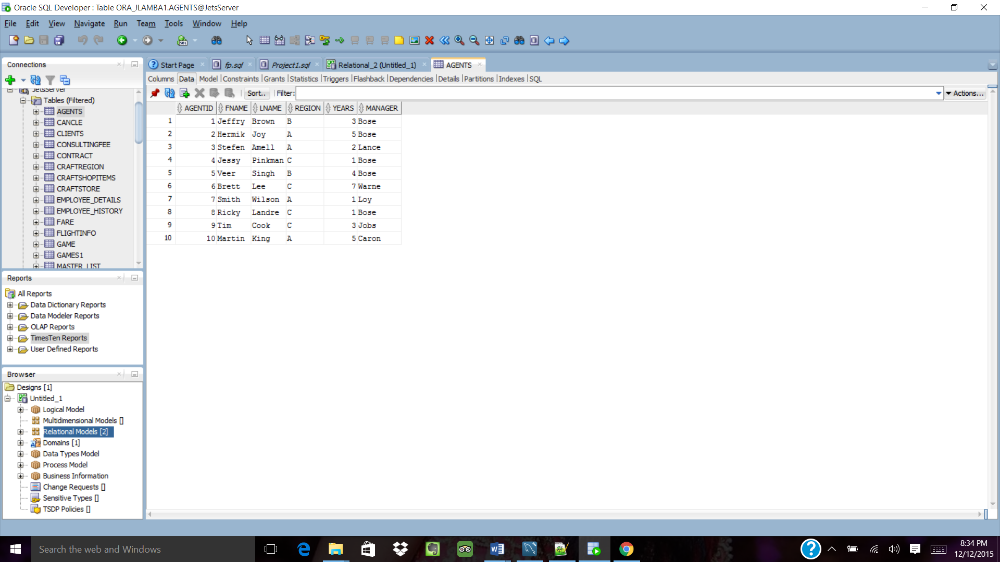 Oracle SQL Developer : Table ORA_JLAMBA1.AGENTS@JetsServer
File Edit View Navigate Run Team Tools Window Help
Connections
JetsServer
Tables (Filtered)
AGENTS
CANCLE
CLIENTS
CONSULTINGFEE
CONTRACT
CRAFTREGION
CRAFTSHOPITEMS
CRAFTSTORE
EMPLOYEE_DETAILS
EMPLOYEE_HISTORY
FARE
FLIGHTINFO
GAME
GAMES1
MASTER_LIST
Reports
All Reports
Data Dictionary Reports
Data Modeler Reports
OLAP Reports
TimesTen Reports
User Defined Reports
Browser
Designs [1]
Untitled_1
Logical Model
Multidimensional Models []
Relational Models [2]
Domains [1]
Data Types Model
Process Model
Business Information
Change Requests []
Sensitive Types []
TSDP Policies []
Start Page fp.sql Project1.sql Relational_2 (Untitled_1) AGENTS
Columns Data Model Constraints Grants Statistics Triggers Flashback Dependencies Details Partitions Indexes SQL
Sort.. Filter: Actions...
AGENTID FNAME LNAME REGION YEARS MANAGER
1 1 Jeffry Brown B 3 Bose
2 2 Hermik Joy A 5 Bose
3 3 Stefen Amell A 2 Lance
4 4 Jessy Pinkman C 1 Bose
5 5 Veer Singh B 4 Bose
6 6 Brett Lee C 7 Warne
7 7 Smith Wilson A 1 Loy
8 8 Ricky Landre C 1 Bose
9 9 Tim Cook C 3 Jobs
10 10 Martin King A 5 Caron
Search the web and Windows
8:34 PM
12/12/2015